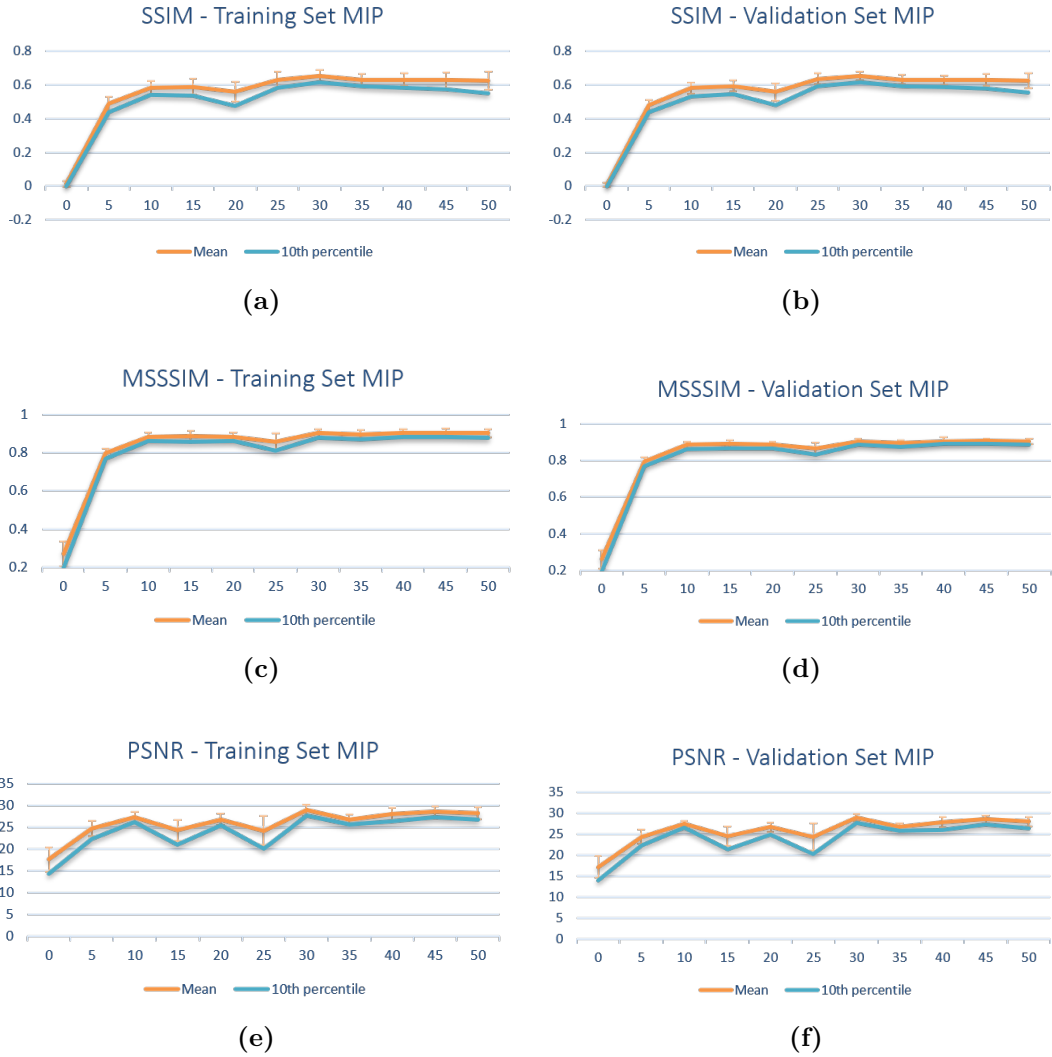 SSIM - Training Set MIP
0.8
0.6
0.4
0.2
0
-0.2
0 5 10 15 20 25 30 35 40 45 50
Mean 10th percentile
(a)
SSIM - Validation Set MIP
0.8
0.6
0.4
0.2
0
-0.2
0 5 10 15 20 25 30 35 40 45 50
Mean 10th percentile
(b)
MSSSIM - Training Set MIP
1
0.8
0.6
0.4
0.2
0 5 10 15 20 25 30 35 40 45 50
Mean 10th percentile
(c)
MSSSIM - Validation Set MIP
1
0.8
0.6
0.4
0.2
0 5 10 15 20 25 30 35 40 45 50
Mean 10th percentile
(d)
PSNR - Training Set MIP
35
30
25
20
15
10
5
0
0 5 10 15 20 25 30 35 40 45 50
Mean 10th percentile
(e)
PSNR - Validation Set MIP
35
30
25
20
15
10
5
0
0 5 10 15 20 25 30 35 40 45 50
Mean 10th percentile
(f)